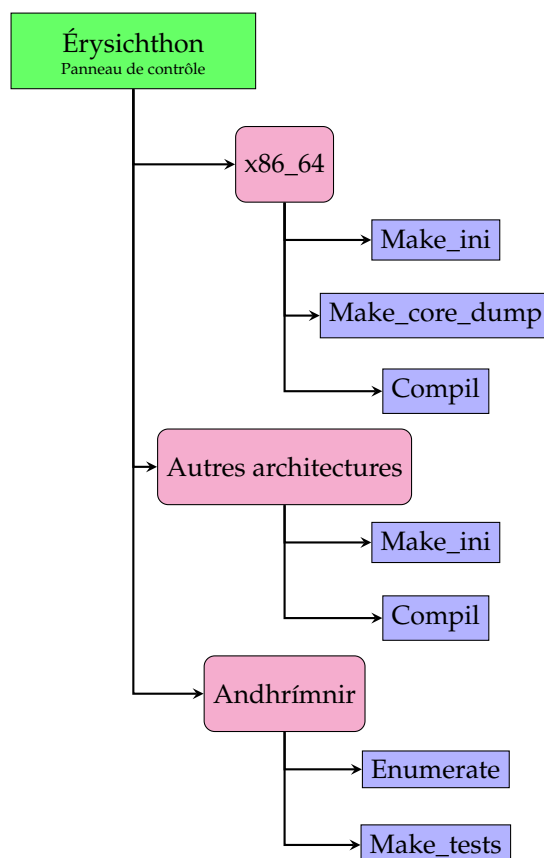 Érysichthon
Panneau de contrôle
x86_64
Make_ini
Make_core_dump
Compil
Autres architectures
Make_ini
Compil
Andhrímnir
Enumerate
Make_tests